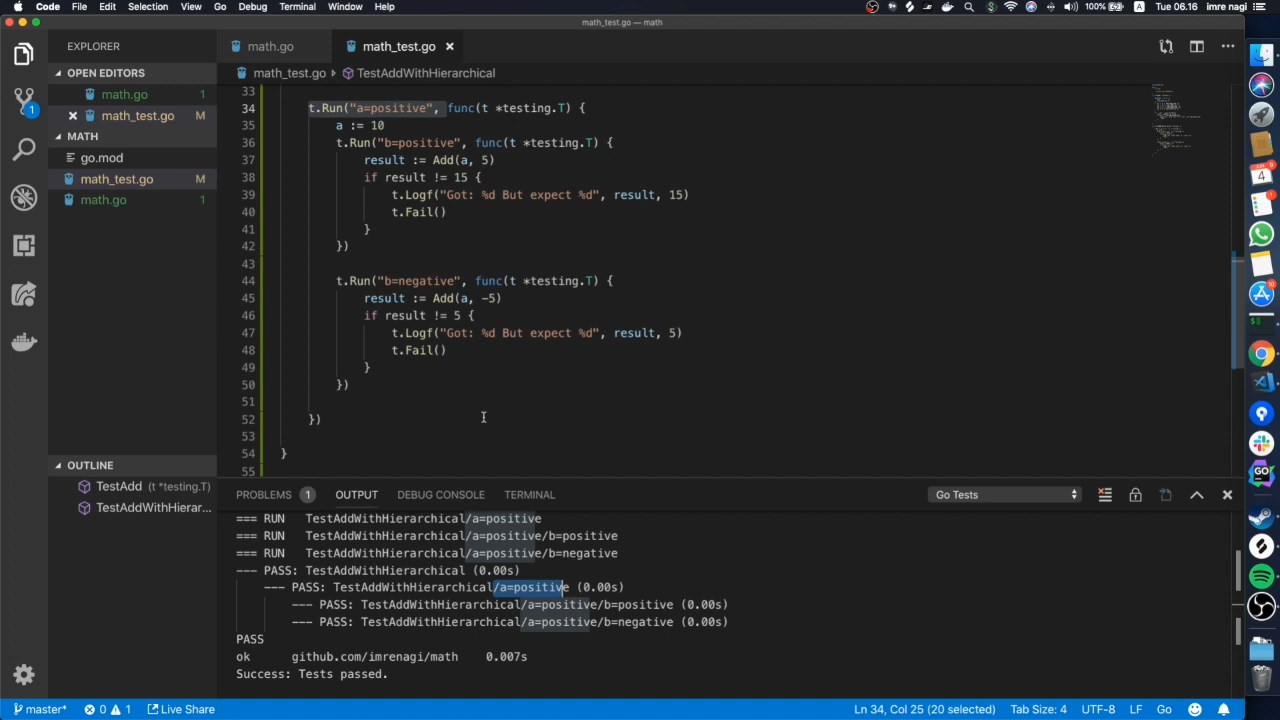 Code File Edit Selection View Go Debug Terminal Window Help 100% A Tue 06.16 imre nagi
math_test.go — math
EXPLORER
OPEN EDITORS
math.go 1
math_test.go M
MATH
go.mod
math_test.go M
math.go 1
OUTLINE
TestAdd (t *testing.T)
TestAddWithHierar...
math.go math_test.go
math_test.go TestAddWithHierarchical
33
34 t.Run("a=positive", func(t *testing.T) {
35 a := 10
36 t.Run("b=positive", func(t *testing.T) {
37 result := Add(a, 5)
38 if result != 15 {
39 t.Logf("Got: %d But expect %d", result, 15)
40 t.Fail()
41 }
42 })
43
44 t.Run("b=negative", func(t *testing.T) {
45 result := Add(a, -5)
46 if result != 5 {
47 t.Logf("Got: %d But expect %d", result, 5)
48 t.Fail()
49 }
50 })
51
52 })
53
54 }
55
PROBLEMS 1 OUTPUT DEBUG CONSOLE TERMINAL Go Tests
=== RUN TestAddWithHierarchical/a=positive
=== RUN TestAddWithHierarchical/a=positive/b=positive
=== RUN TestAddWithHierarchical/a=positive/b=negative
--- PASS: TestAddWithHierarchical (0.00s)
--- PASS: TestAddWithHierarchical/a=positive (0.00s)
--- PASS: TestAddWithHierarchical/a=positive/b=positive (0.00s)
--- PASS: TestAddWithHierarchical/a=positive/b=negative (0.00s)
PASS
ok github.com/imrenagi/math 0.007s
Success: Tests passed.
master* 0 1 Live Share Ln 34, Col 25 (20 selected) Tab Size: 4 UTF-8 LF Go